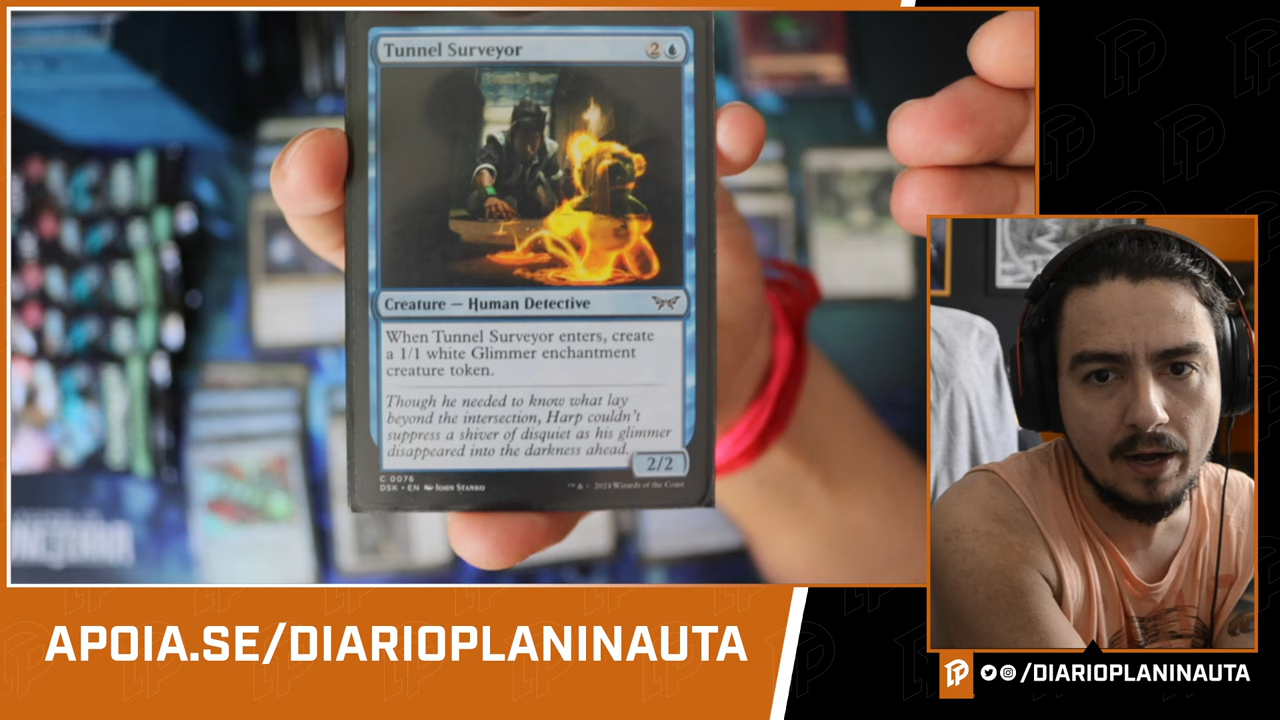 Tunnel Surveyor 2
Creature — Human Detective
When Tunnel Surveyor enters, create
a 1/1 white Glimmer enchantment
creature token.
Though he needed to know what lay
beyond the intersection, Harp couldn't
suppress a shiver of disquiet as his glimmer
disappeared into the darkness ahead.
2/2
C 0076
DSK • EN JOHN STANKO
™ & © 2024 Wizards of the Coast
APOIA.SE/DIARIOPLANINAUTA
/DIARIOPLANINAUTA